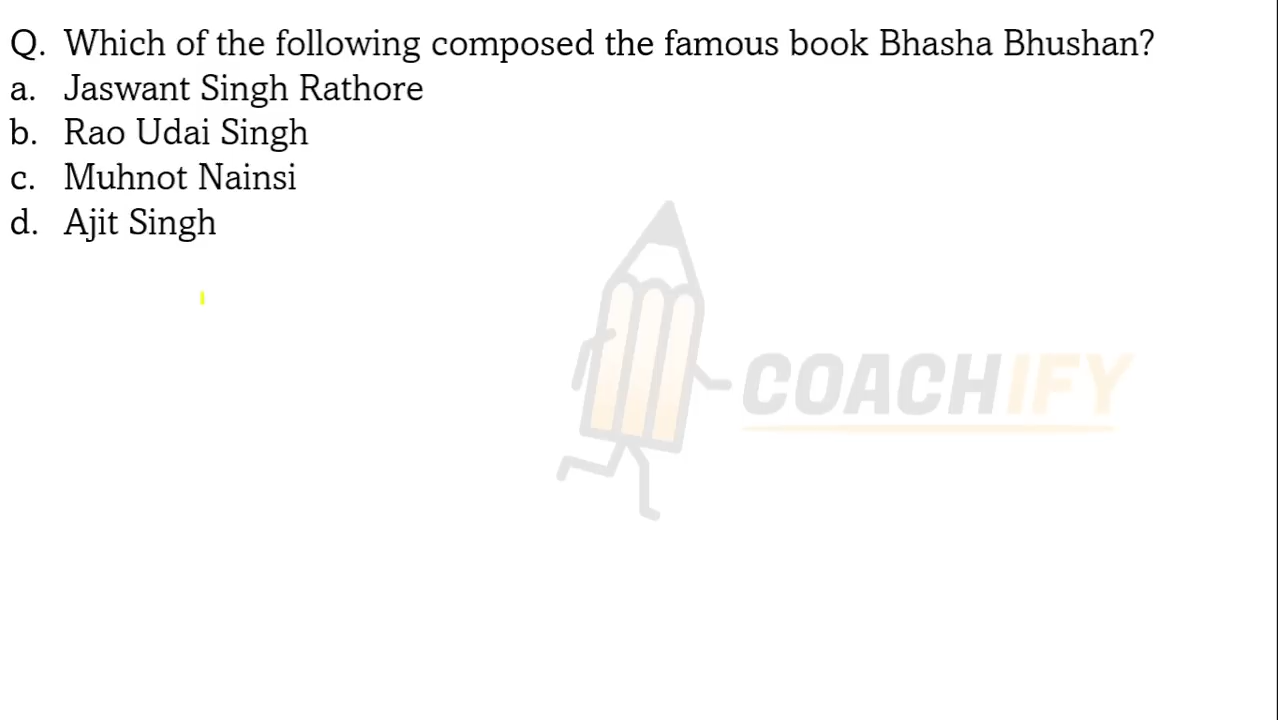 Q. Which of the following composed the famous book Bhasha Bhushan?
a. Jaswant Singh Rathore
b. Rao Udai Singh
c. Muhnot Nainsi
d. Ajit Singh
COACHIFY